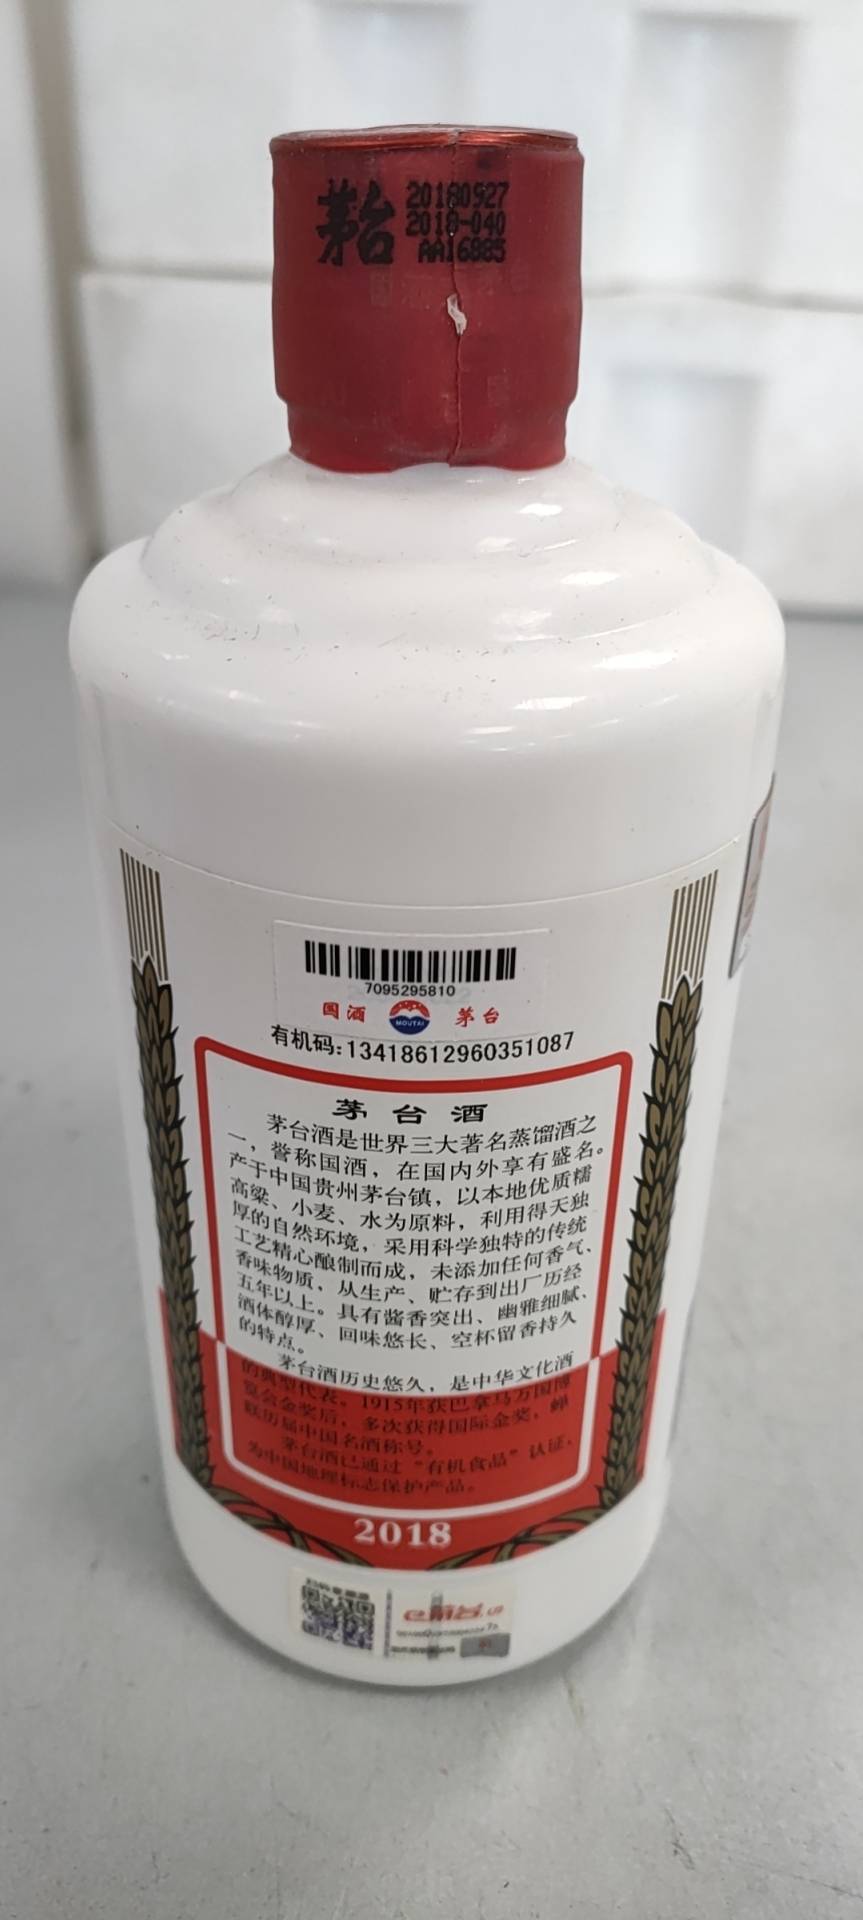 茅台
20180927
2018-040
AA16885
7095295810
国酒 MOUTAI 茅台
有机码:13418612960351087
茅台酒
茅台酒是世界三大著名蒸馏酒之
一，誉称国酒，在国内外享有盛名。
产于中国贵州茅台镇，以本地优质糯
高粱、小麦、水为原料，利用得天独
厚的自然环境，采用科学独特的传统
工艺精心酿制而成，未添加任何香气、
香味物质，从生产、贮存到出厂历经
五年以上。具有酱香突出、幽雅细腻、
酒体醇厚、回味悠长、空杯留香持久
的特点。
茅台酒历史悠久，是中华文化酒
的典型代表。1915年获巴拿马万国博
览会金奖后，多次获得国际金奖，蝉
联历届中国名酒称号。
茅台酒已通过“有机食品”认证，
为中国地理标志保护产品。
2018
e茅台